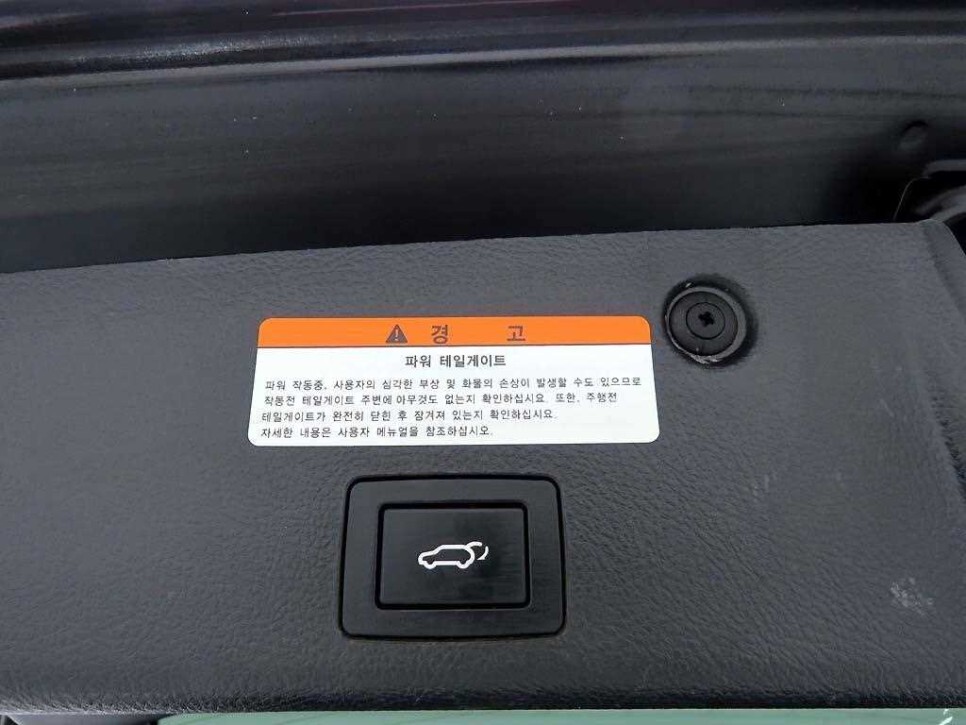 경 고
파워 테일게이트
파워 작동중, 사용자의 심각한 부상 및 화물의 손상이 발생할 수도 있으므로
작동전 테일게이트 주변에 아무것도 없는지 확인하십시요. 또한, 주행전
테일게이트가 완전히 닫힌 후 잠겨져 있는지 확인하십시요.
자세한 내용은 사용자 메뉴얼을 참조하십시오.